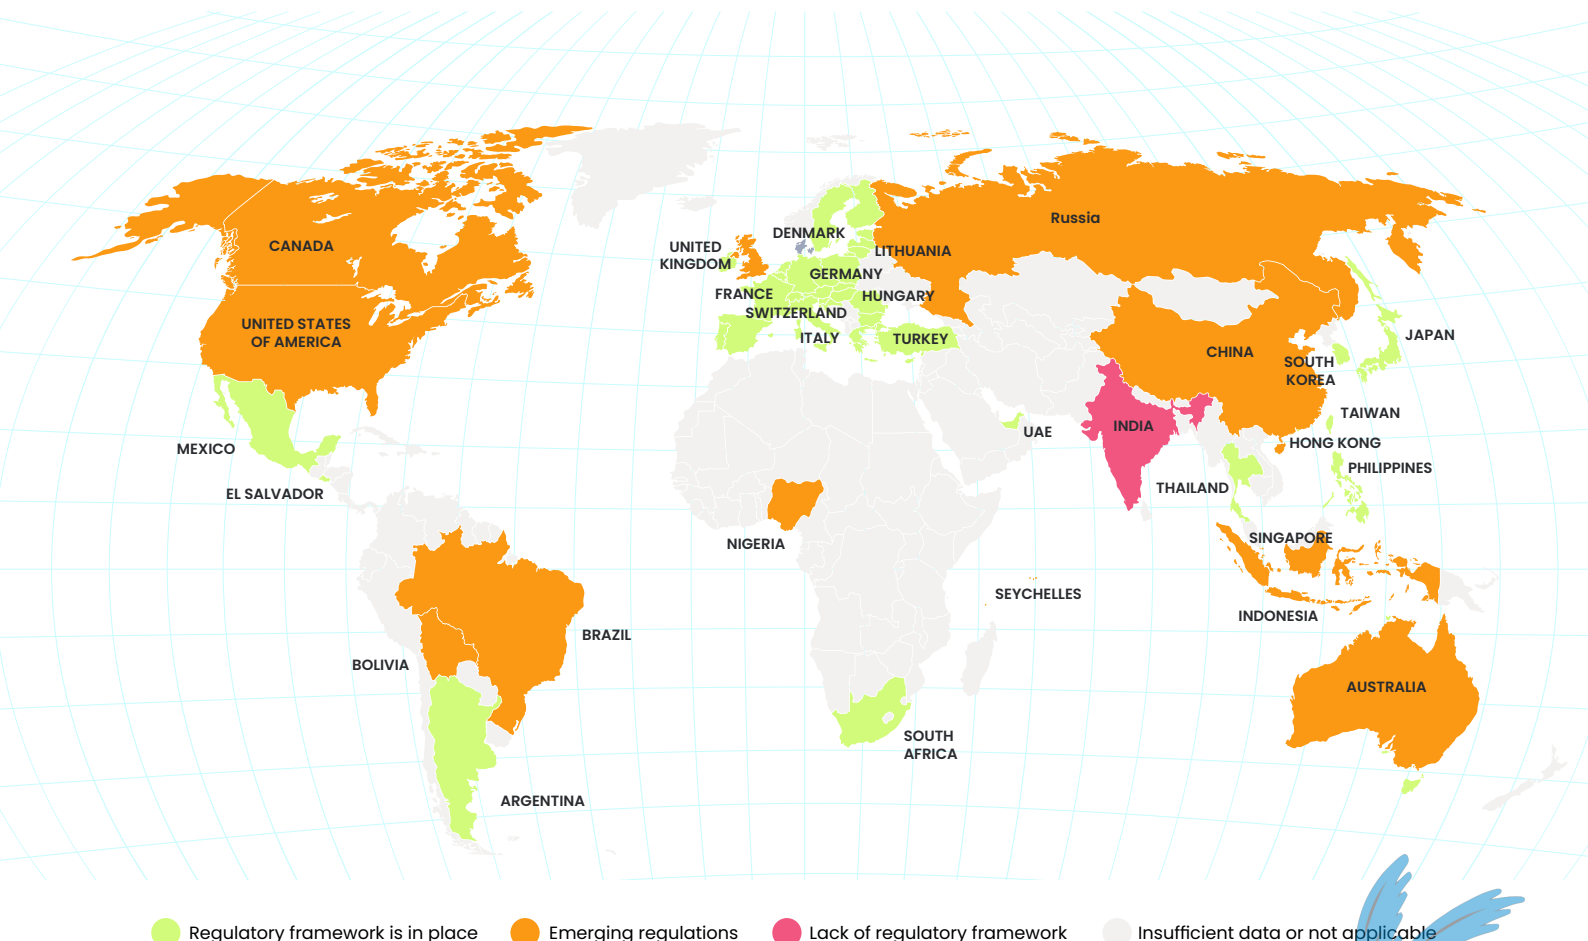 DENMARK
Russia
CANADA
UNITED
KINGDOM
LITHUANIA
GERMANY
FRANCE
HUNGARY
SWITZERLAND
UNITED STATES
OF AMERICA
ITALY
TURKEY
JAPAN
CHINA
SOUTH
KOREA
TAIWAN
UAE
INDIA
HONG KONG
MEXICO
PHILIPPINES
EL SALVADOR
THAILAND
NIGERIA
SINGAPORE
SEYCHELLES
INDONESIA
BRAZIL
BOLIVIA
AUSTRALIA
SOUTH
AFRICA
ARGENTINA
Regulatory framework is in place
Emerging regulations
Lack of regulatory framework
Insufficient data or not applicable